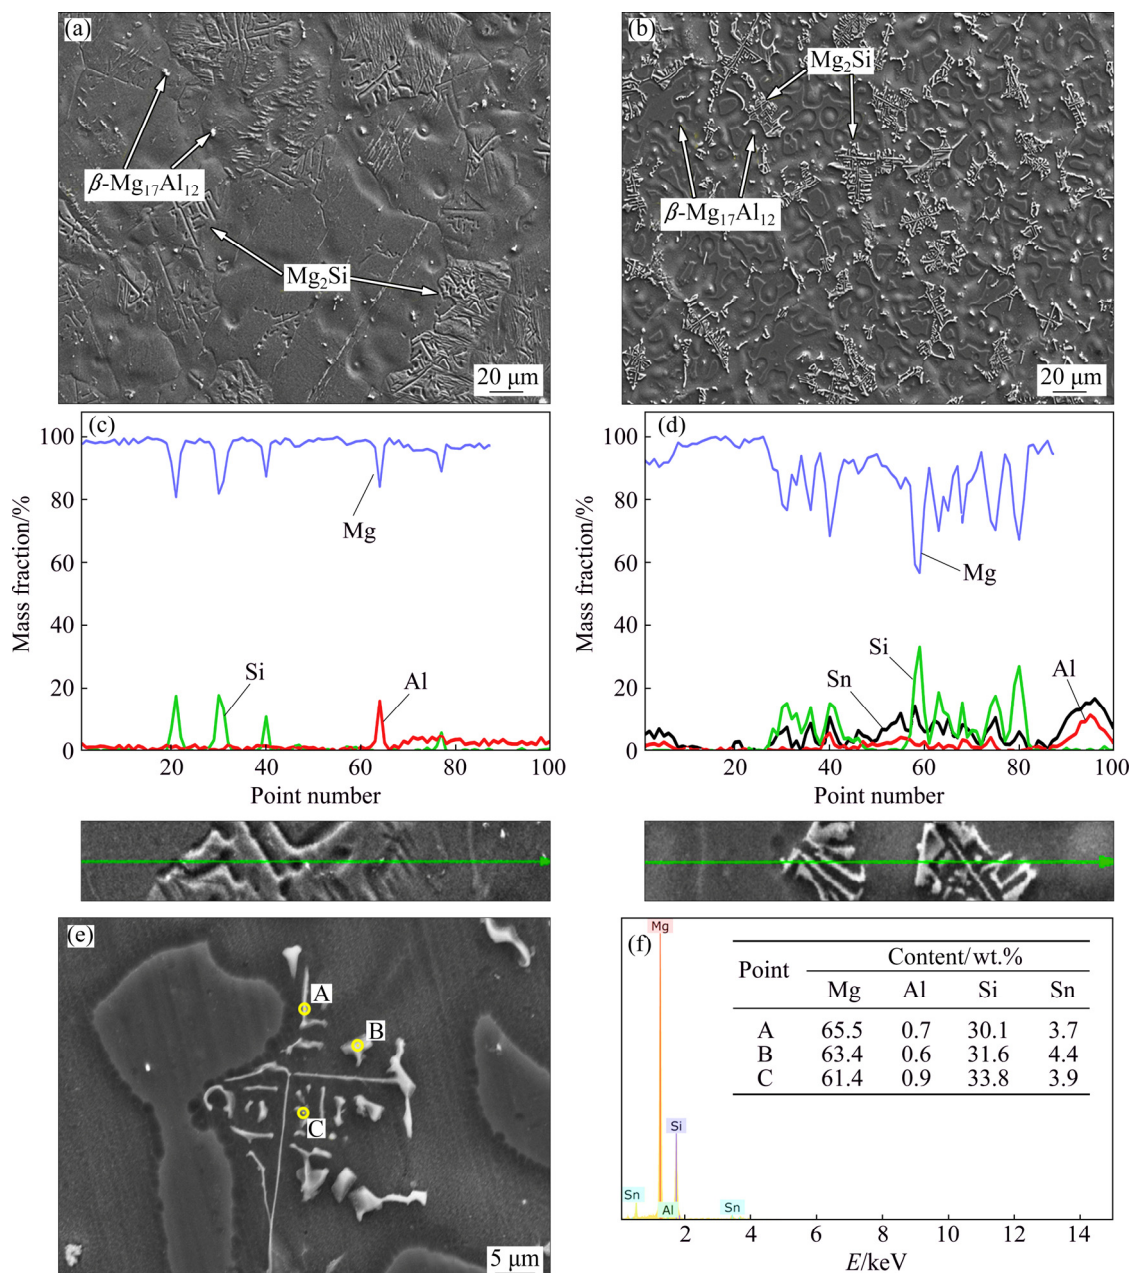 (a)
β-Mg17Al12
Mg2Si
20 μm
(b)
Mg2Si
β-Mg17Al12
20 μm
(c)
Mass fraction/%
100
80
60
40
20
0
Mg
Si
Al
20 40 60 80 100
Point number
(d)
Mass fraction/%
100
80
60
40
20
0
Mg
Si
Sn
Al
20 40 60 80 100
Point number
(e)
A
B
C
5 μm
(f)
Mg
Si
Sn
Al
Sn
Point Content/wt.%
Mg Al Si Sn
A 65.5 0.7 30.1 3.7
B 63.4 0.6 31.6 4.4
C 61.4 0.9 33.8 3.9
2 4 6 8 10 12 14
E/keV